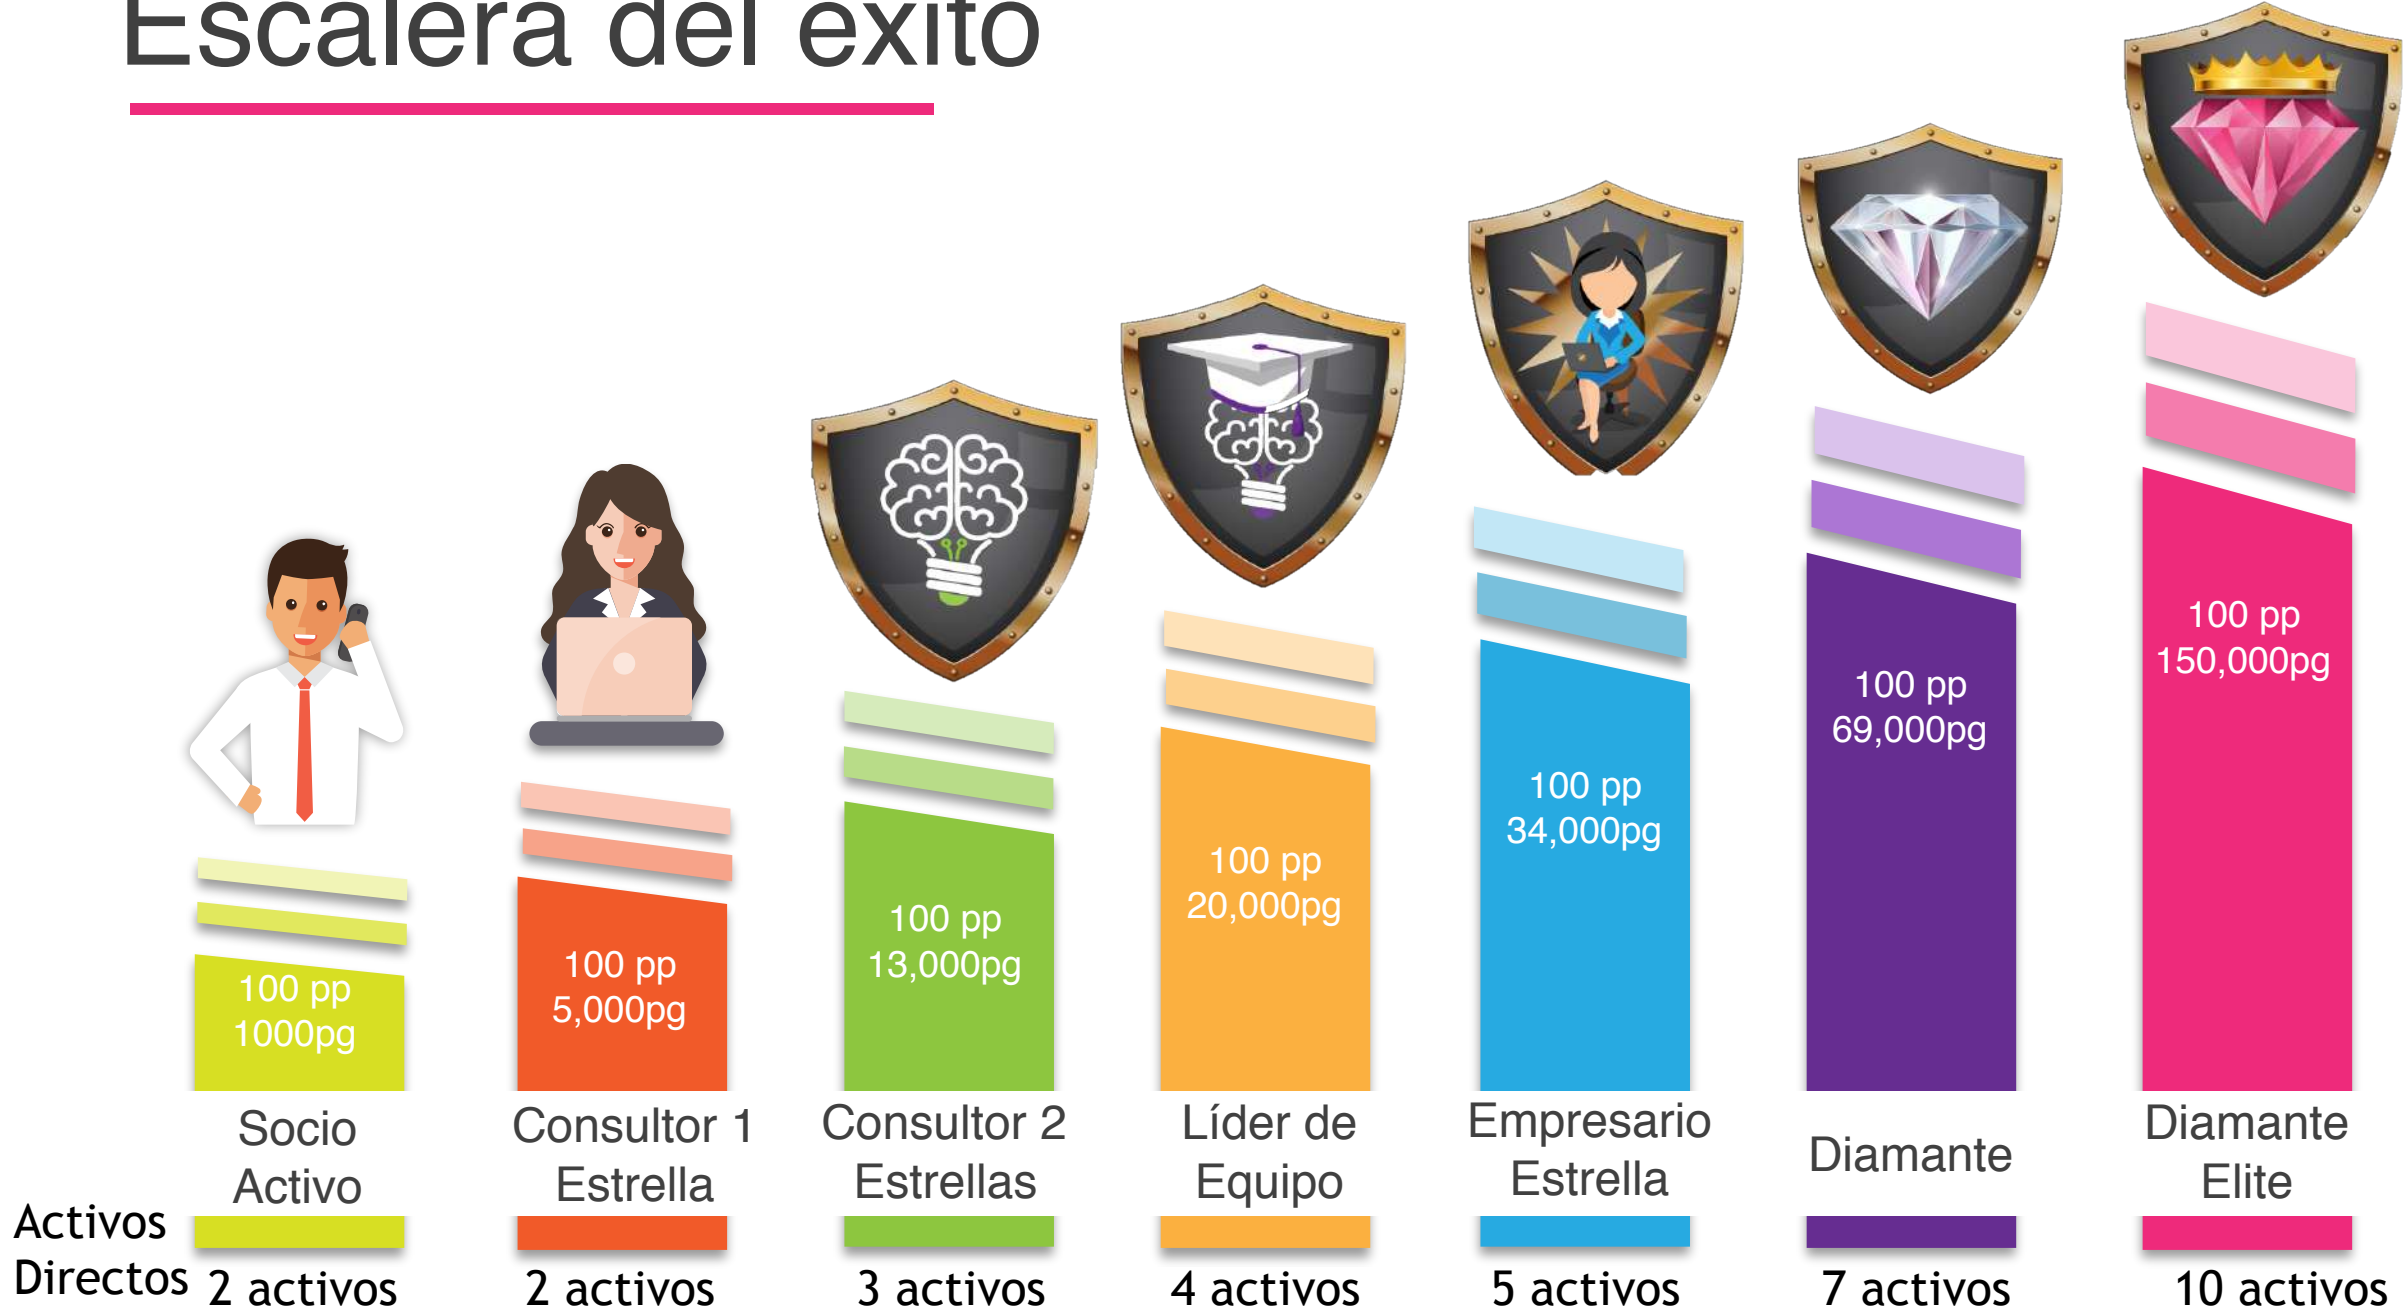 Escalera del exito
100 pp
1000pg
100 pp
5,000pg
100 pp
13,000pg
100 pp
20,000pg
100 pp
34,000pg
100 pp
69,000pg
100 pp
150,000pg
Socio
Activo
Consultor 1
Estrella
Consultor 2
Estrellas
Líder de
Equipo
Empresario
Estrella
Diamante
Diamante
Elite
Activos
Directos
2 activos
2 activos
3 activos
4 activos
5 activos
7 activos
10 activos